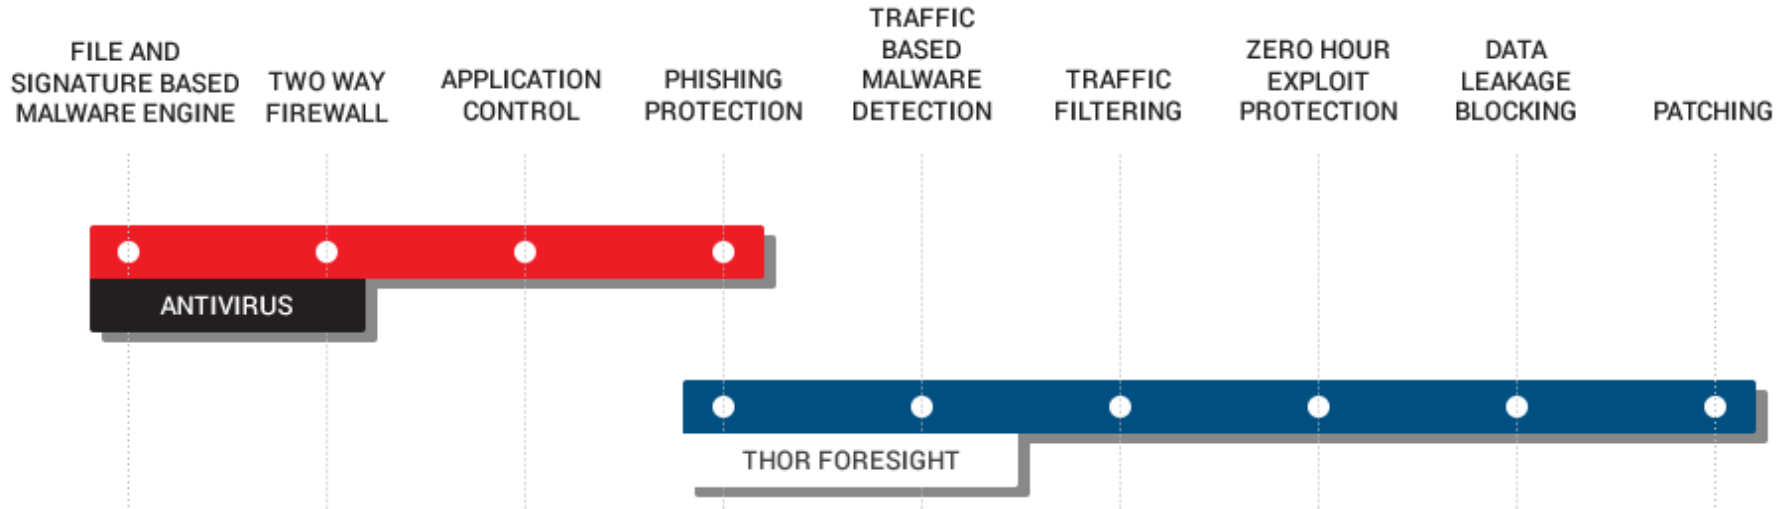 FILE AND
SIGNATURE BASED
MALWARE ENGINE
TWO WAY
FIREWALL
APPLICATION
CONTROL
PHISHING
PROTECTION
TRAFFIC
BASED
MALWARE
DETECTION
TRAFFIC
FILTERING
ZERO HOUR
EXPLOIT
PROTECTION
DATA
LEAKAGE
BLOCKING
PATCHING
ANTIVIRUS
THOR FORESIGHT